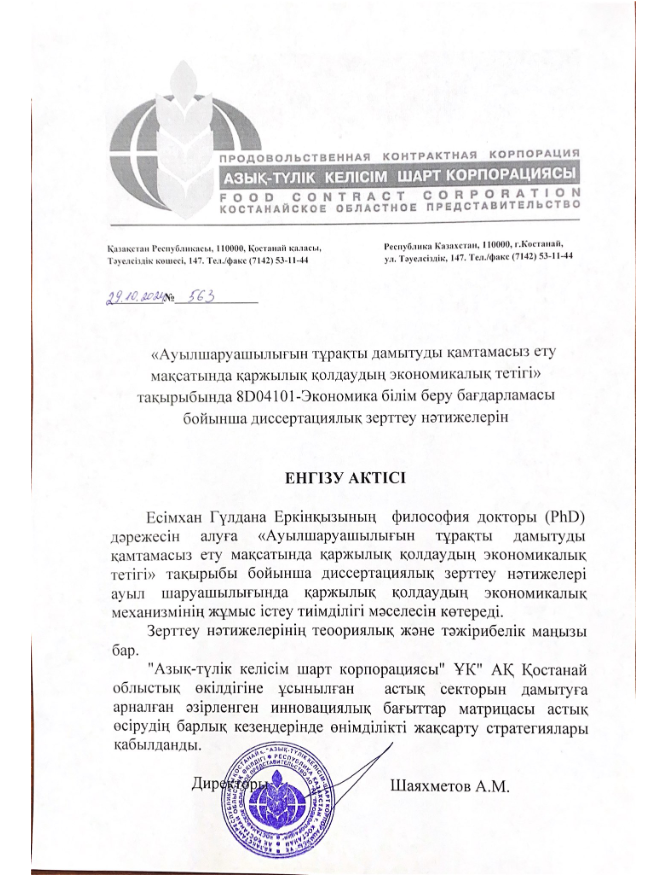 ПРОДОВОЛЬСТВЕННАЯ КОНТРАКТНАЯ КОРПОРАЦИЯ
АЗЫҚ-ТҮЛІК КЕЛІСІМ ШАРТ КОРПОРАЦИЯСЫ
FOOD CONTRACT CORPORATION
КОСТАНАЙСКОЕ ОБЛАСТНОЕ ПРЕДСТАВИТЕЛЬСТВО
Қазақстан Республикасы, 110000, Қостанай қаласы,
Тәуелсіздік көшесі, 147. Тел./факс (7142) 53-11-44
Республика Казахстан, 110000, г.Костанай,
ул. Тәуелсіздік, 147. Тел./факс (7142) 53-11-44
29.10.2024 № 563
«Ауылшаруашылығын тұрақты дамытуды қамтамасыз ету
мақсатында қаржылық қолдаудың экономикалық тетігі»
тақырыбында 8D04101-Экономика білім беру бағдарламасы
бойынша диссертациялық зерттеу нәтижелерін
ЕНГІЗУ АКТІСІ
Есімхан Гүлдана Еркінқызының философия докторы (PhD)
дәрежесін алуға «Ауылшаруашылығын тұрақты дамытуды
қамтамасыз ету мақсатында қаржылық қолдаудың экономикалық
тетігі» тақырыбы бойынша диссертациялық зерттеу нәтижелері
ауыл шаруашылығында қаржылық қолдаудың экономикалық
механизмінің жұмыс істеу тиімділігі мәселесін көтереді.
Зерттеу нәтижелерінің теоориялық және тәжірибелік маңызы
бар.
"Азық-түлік келісім шарт корпорациясы" ҰК" АҚ Қостанай
облыстық өкілдігіне ұсынылған астық секторын дамытуға
арналған әзірленген инновациялық бағыттар матрицасы астық
өсірудің барлық кезеңдерінде өнімділікті жақсарту стратегиялары
қабылданды.
Директоры Шаяхметов А.М.